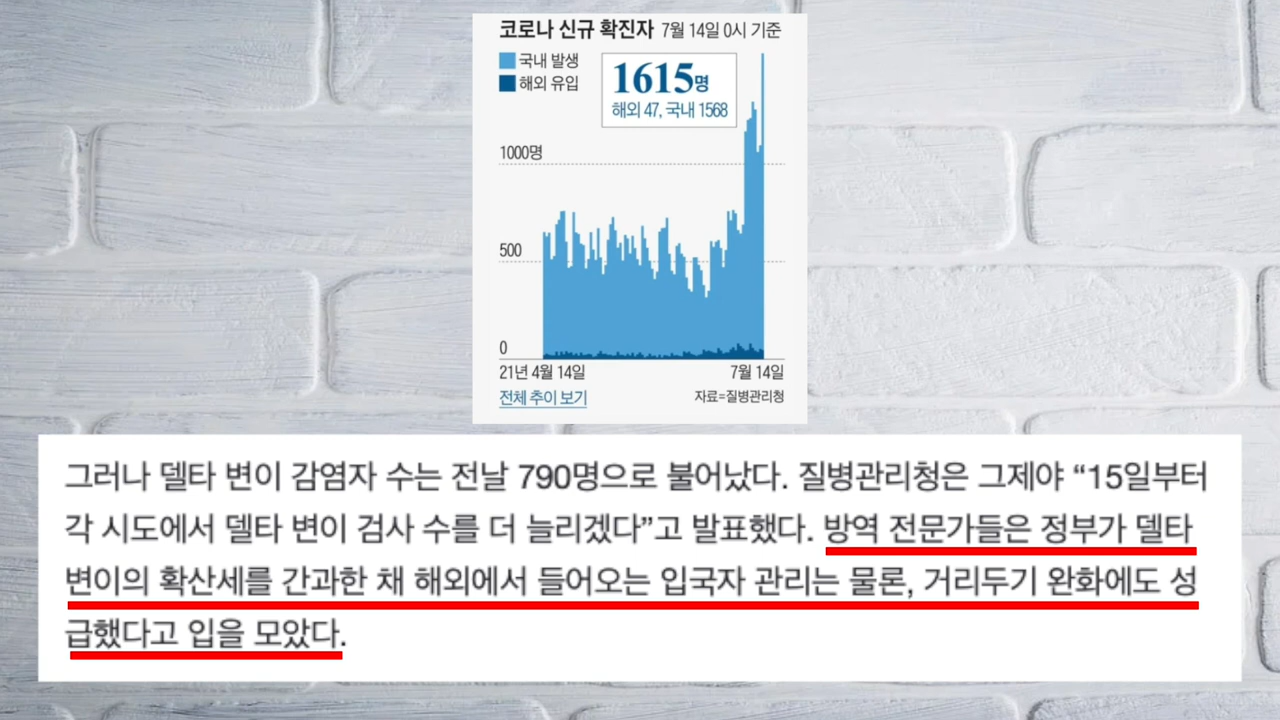 코로나 신규 확진자 7월 14일 0시 기준
국내 발생
해외 유입
1615명
해외 47, 국내 1568
1000명
500
0
21년 4월 14일 7월 14일
전체 추이 보기 자료=질병관리청
그러나 델타 변이 감염자 수는 전날 790명으로 불어났다. 질병관리청은 그제야 “15일부터
각 시도에서 델타 변이 검사 수를 더 늘리겠다”고 발표했다. 방역 전문가들은 정부가 델타
변이의 확산세를 간과한 채 해외에서 들어오는 입국자 관리는 물론, 거리두기 완화에도 성
급했다고 입을 모았다.